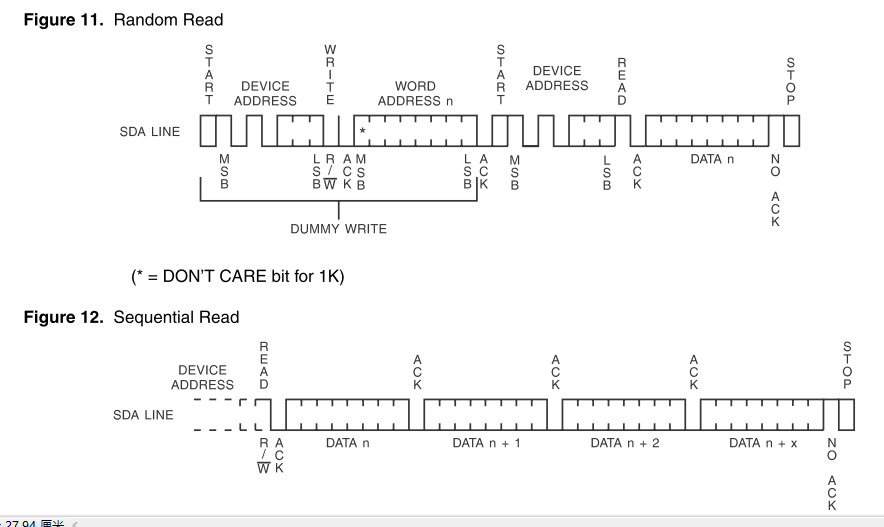 Figure 11. Random Read
START
DEVICE ADDRESS
WRITE
WORD ADDRESS n
START
DEVICE ADDRESS
READ
STOP
SDA LINE
*
MSB
LSB
R/W
ACK
MSB
LSB
ACK
MSB
LSB
ACK
DATA n
NO ACK
DUMMY WRITE
(* = DON'T CARE bit for 1K)
Figure 12. Sequential Read
DEVICE ADDRESS
READ
ACK
ACK
ACK
STOP
SDA LINE
R/W
ACK
DATA n
DATA n + 1
DATA n + 2
DATA n + x
NO ACK
27.94 厘米